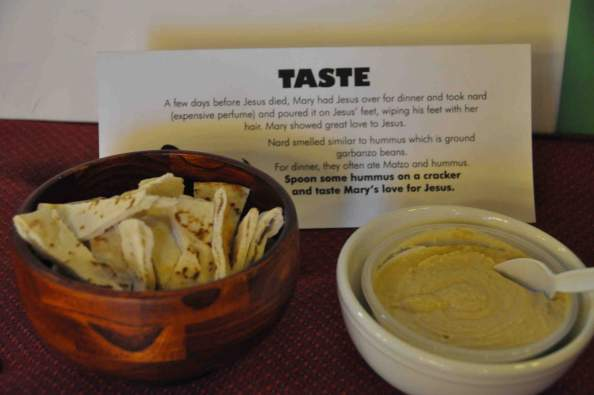 TASTE
A few days before Jesus died, Mary had Jesus over for dinner and took nard
(expensive perfume) and poured it on Jesus' feet, wiping his feet with her
hair. Mary showed great love to Jesus.
Nard smelled similar to hummus which is ground
garbanzo beans.
For dinner, they often ate Matzo and hummus.
Spoon some hummus on a cracker
and taste Mary's love for Jesus.